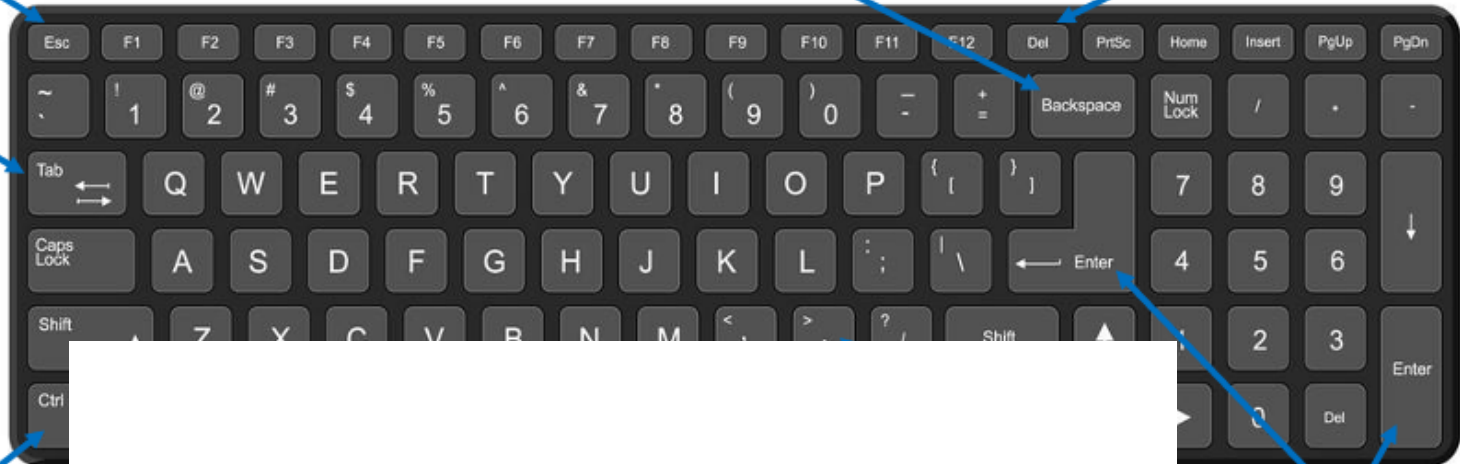 Esc F1 F2 F3 F4 F5 F6 F7 F8 F9 F10 F11 F12 Del PrtSc Home Insert PgUp PgDn
~ ` ! 1 @ 2 # 3 $ 4 % 5 ^ 6 & 7 * 8 ( 9 ) 0 — - + = Backspace Num Lock / . -
Tab Q W E R T Y U I O P { [ } ] 7 8 9
Caps Lock A S D F G H J K L : ; | \ Enter 4 5 6
Shift Z X C V B N M < , > . ? / Shift 1 2 3 Enter
Ctrl 0 Del